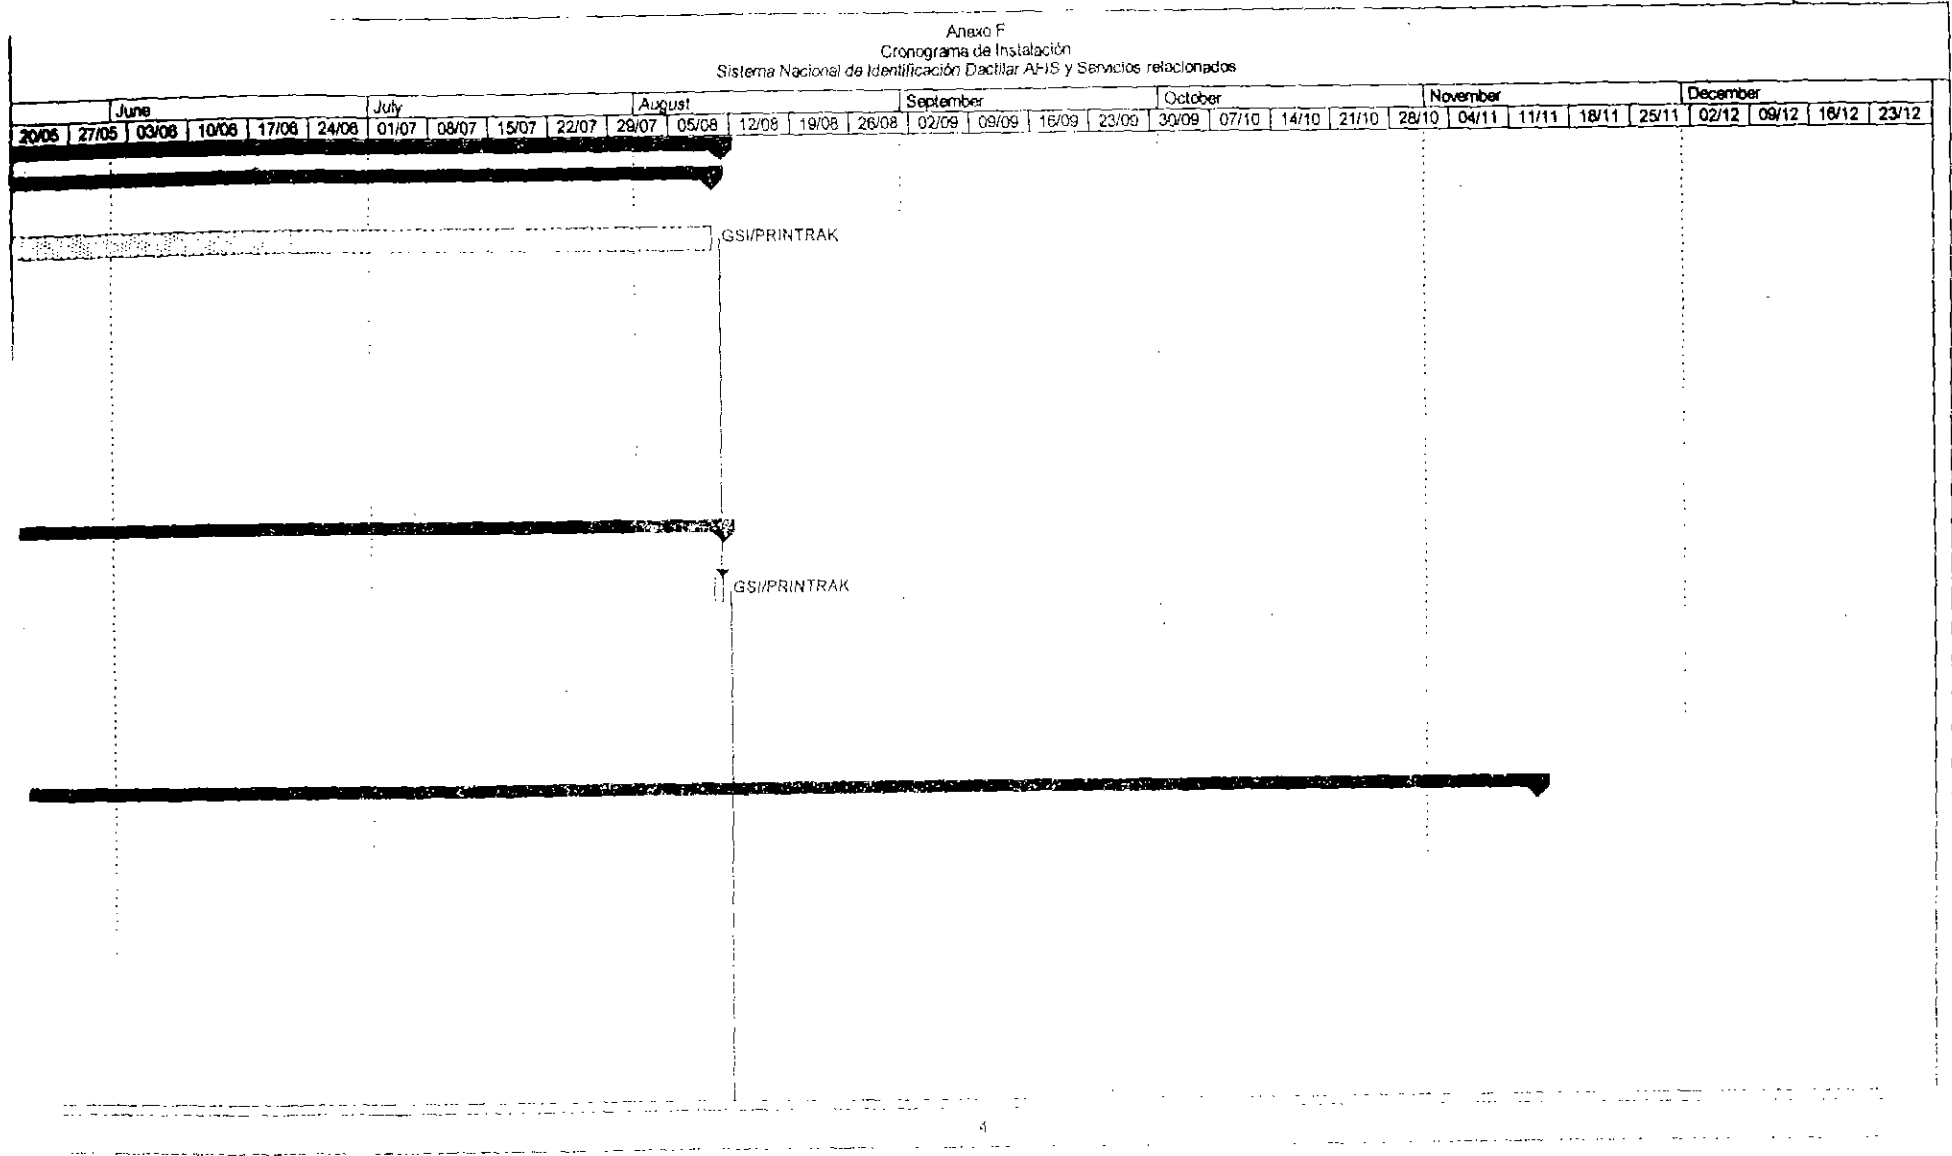 Anexo F
Cronograma de Instalación
Sistema Nacional de Identificación Dactilar AFIS y Servicios relacionados
June July August September October November December
20/05 27/05 03/06 10/06 17/06 24/06 01/07 08/07 15/07 22/07 29/07 05/08 12/08 19/08 26/08 02/09 09/09 16/09 23/09 30/09 07/10 14/10 21/10 28/10 04/11 11/11 18/11 25/11 02/12 09/12 16/12 23/12
GSI/PRINTRAK
GSI/PRINTRAK
4